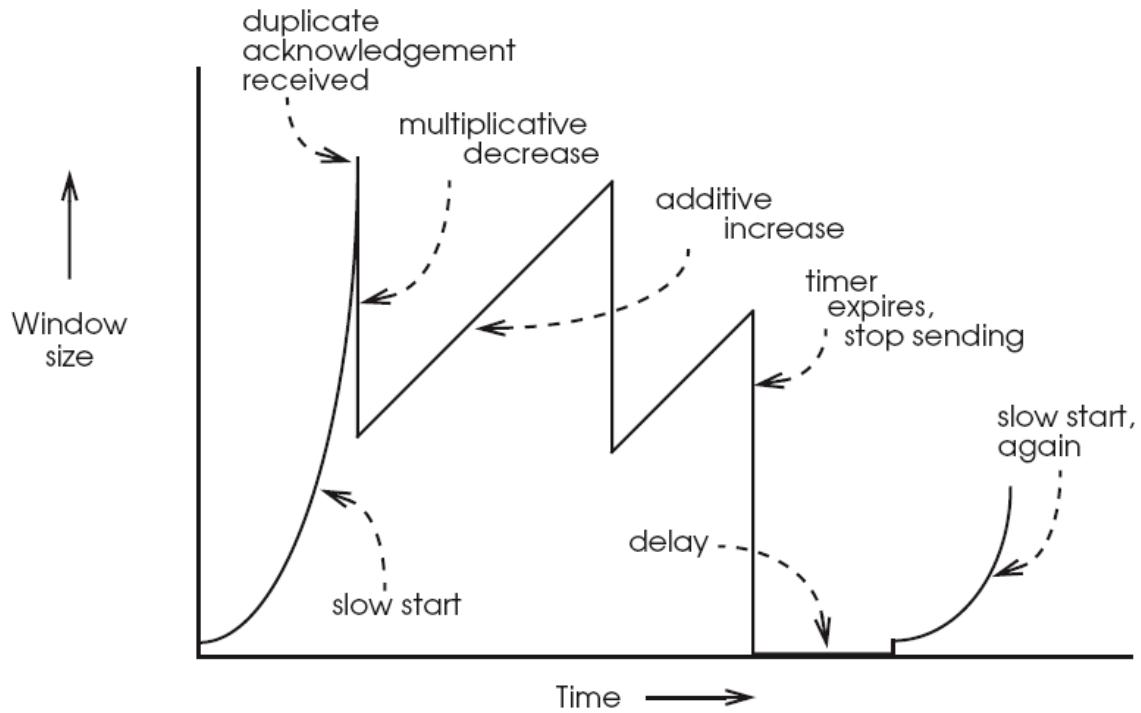 duplicate
acknowledgement
received
multiplicative
decrease
additive
increase
timer
expires,
stop sending
Window
size
slow start,
again
delay
slow start
Time